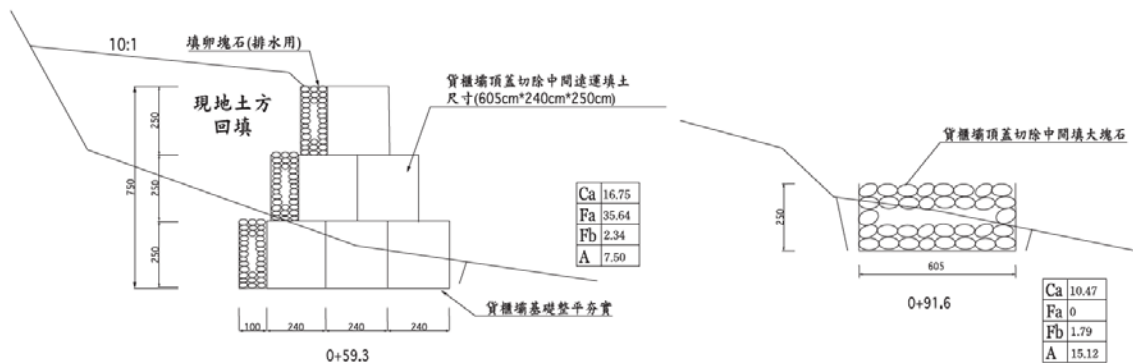 10:1
填卵塊石(排水用)
現地土方
回填
貨櫃壩頂蓋切除中間遠運填土
尺寸(605cm*240cm*250cm)
750
250
250
250
100
240
240
240
貨櫃壩基礎整平夯實
0+59.3
Ca 16.75
Fa 35.64
Fb 2.34
A 7.50
貨櫃壩頂蓋切除中間填大塊石
250
605
0+91.6
Ca 10.47
Fa 0
Fb 1.79
A 15.12